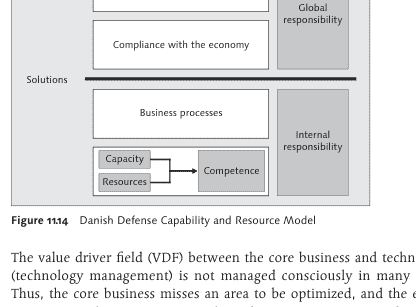 Global
responsibility
Compliance with the economy
Solutions
Business processes
Internal
responsibility
Capacity
Competence
Resources
Figure 11.14 Danish Defense Capability and Resource Model
The value driver field (VDF) between the core business and techn
(technology management) is not managed consciously in many
Thus, the core business misses an area to be optimized, and the e